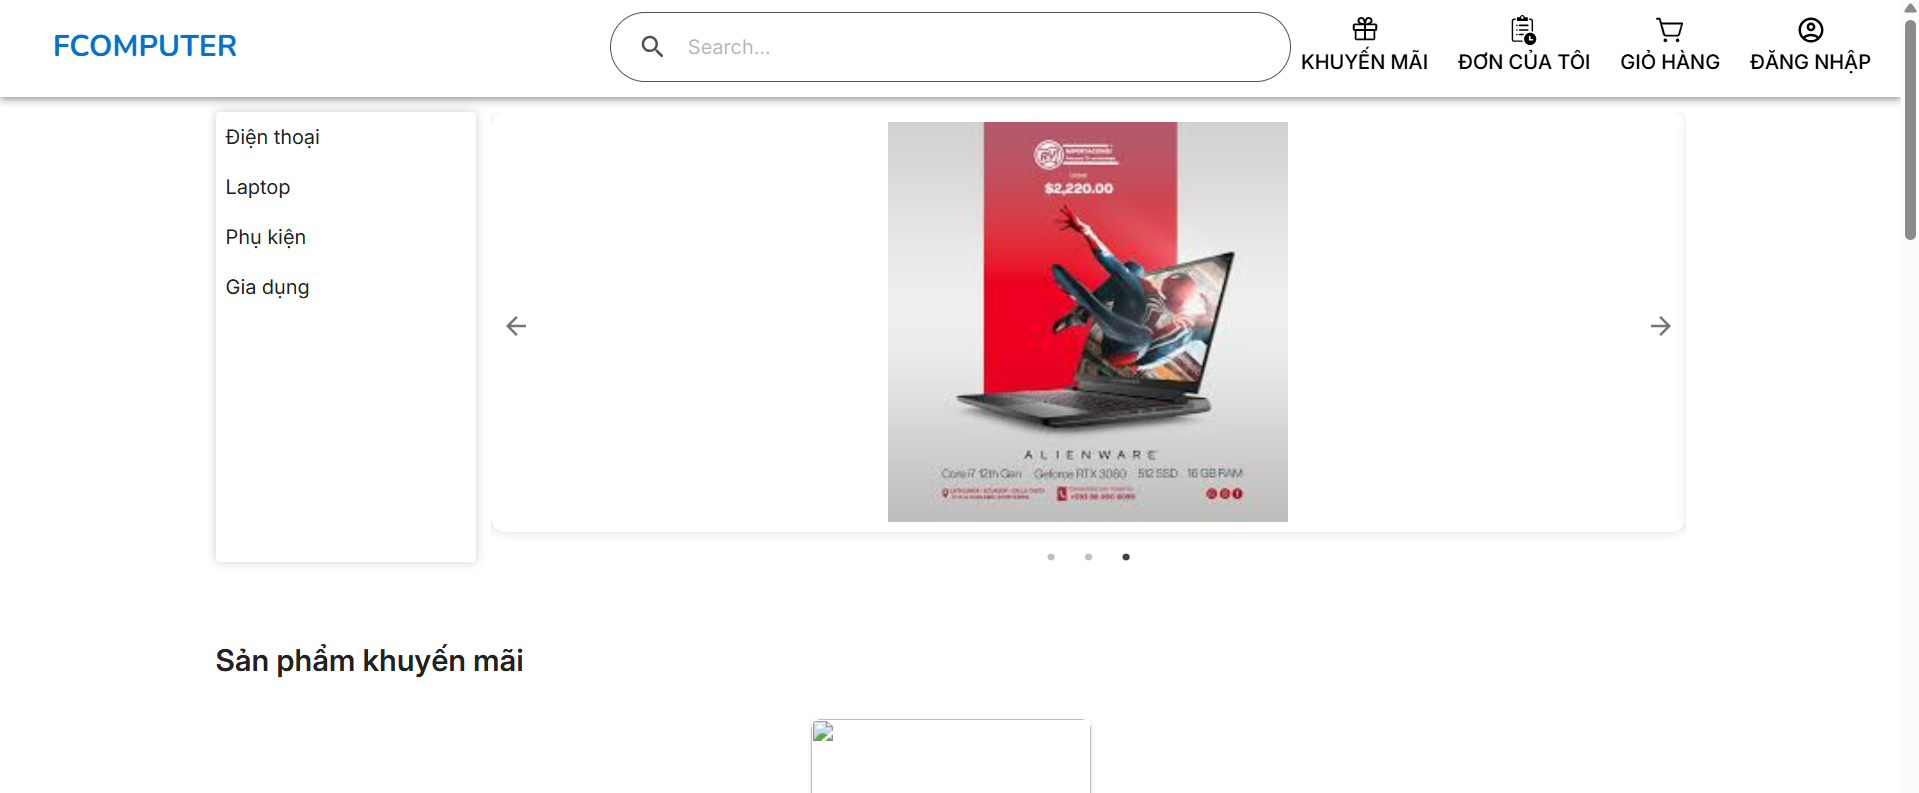 FCOMPUTER
Search...
KHUYẾN MÃI
ĐƠN CỦA TÔI
GIỎ HÀNG
ĐĂNG NHẬP
Điện thoại
Laptop
Phụ kiện
Gia dụng
RV IMPORTACIONES
$2,220.00
ALIENWARE
Core i7 12th Gen Geforce RTX 3060 512 SSD 16 GB RAM
Sản phẩm khuyến mãi